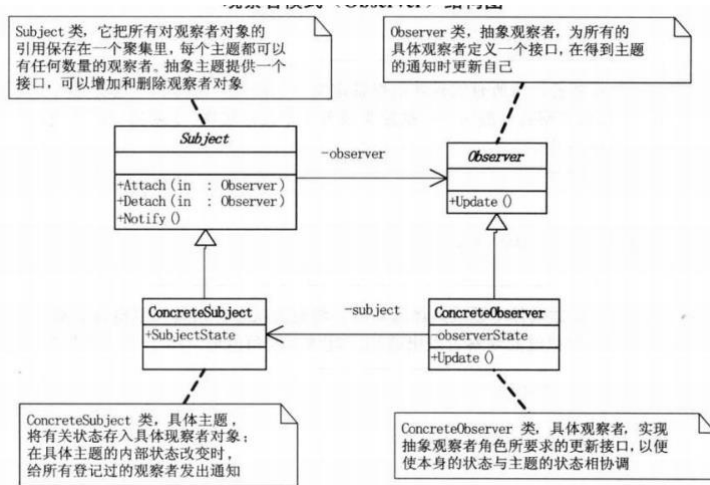 观察者模式（Observer）结构图
Subject 类，它把所有对观察者对象的
引用保存在一个聚集里，每个主题都可以
有任何数量的观察者。抽象主题提供一个
接口，可以增加和删除观察者对象
Observer 类，抽象观察者，为所有的
具体观察者定义一个接口，在得到主题
的通知时更新自己
Subject
+Attach(in : Observer)
+Detach(in : Observer)
+Notify()
-observer
Observer
+Update()
ConcreteSubject
+SubjectState
-subject
ConcreteObserver
-observerState
+Update()
ConcreteSubject 类，具体主题，
将有关状态存入具体现察者对象；
在具体主题的内部状态改变时，
给所有登记过的观察者发出通知
ConcreteObserver 类，具体观察者，实现
抽象观察者角色所要求的更新接口，以便
使本身的状态与主题的状态相协调